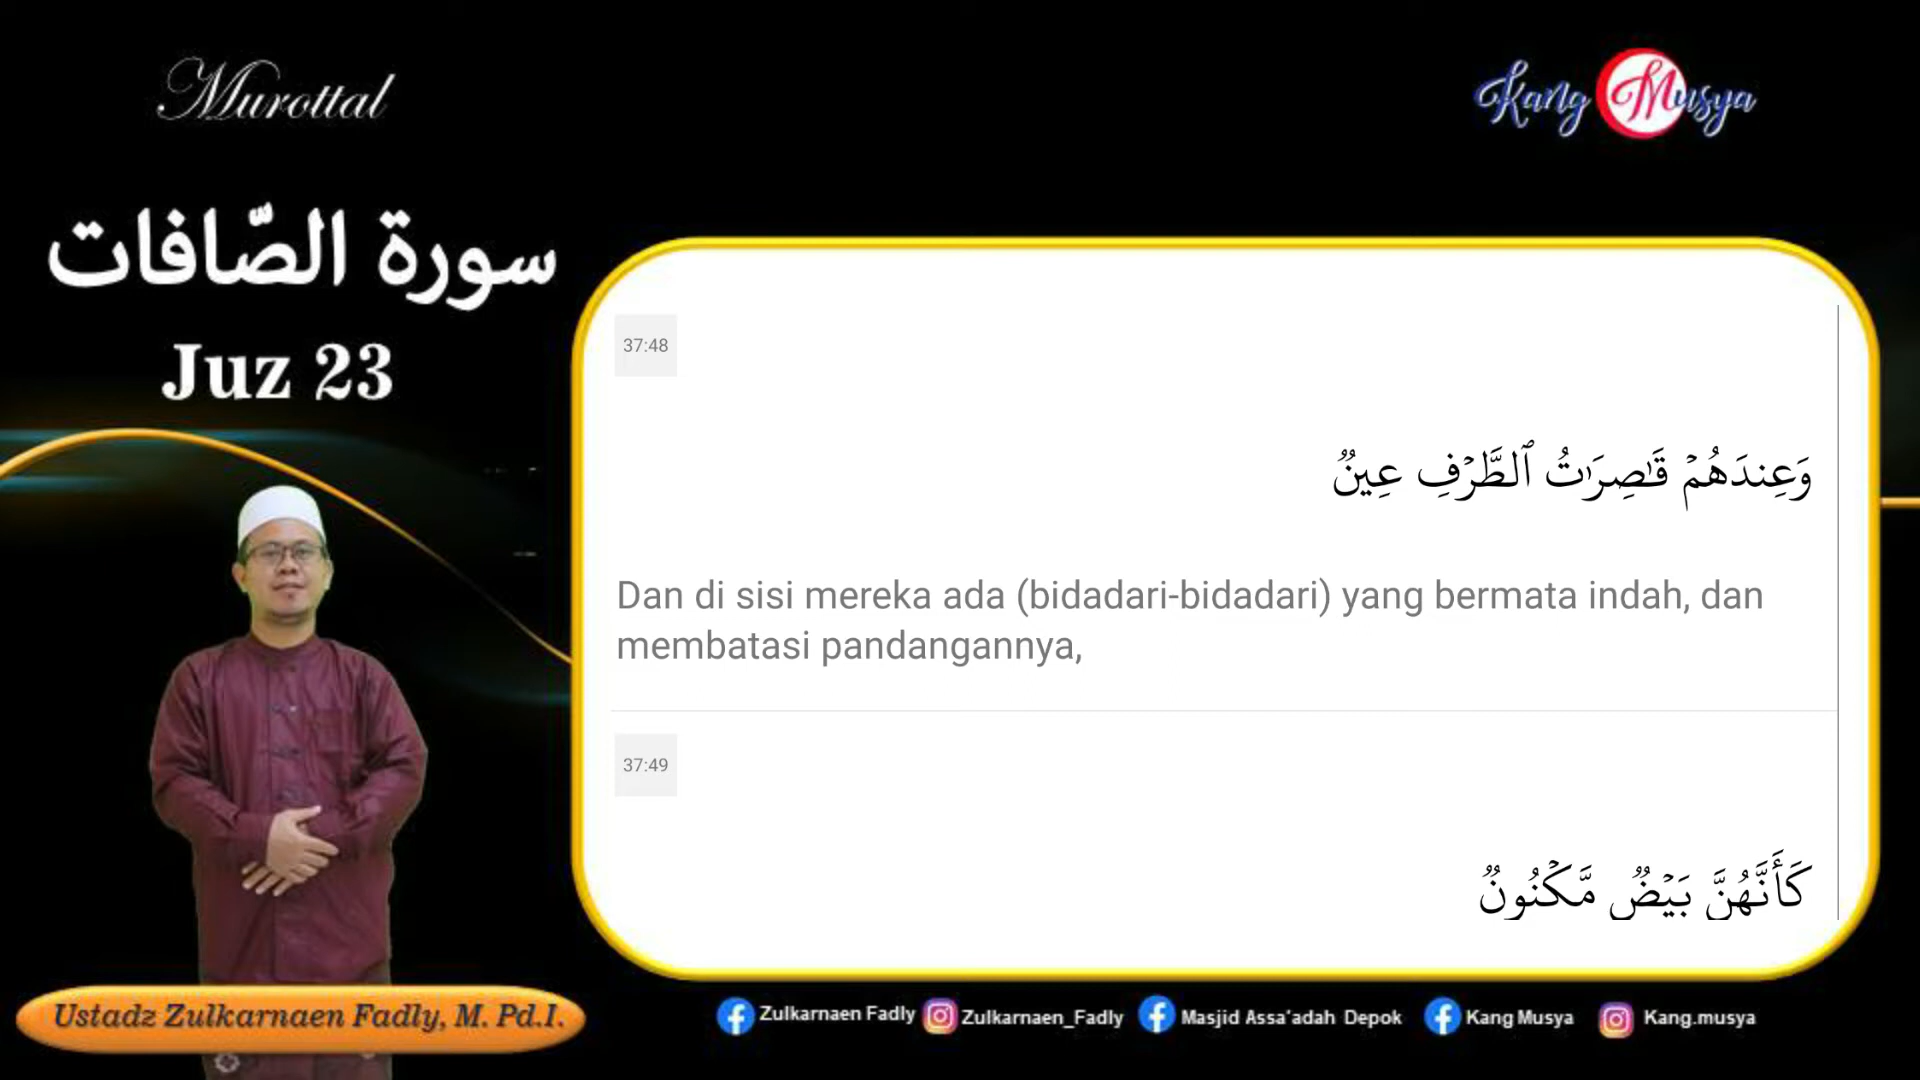 Murottal
Kang Musya
سورة الصّافات
Juz 23
37:48
وَعِندَهُمْ قَٰصِرَٰتُ ٱلطَّرْفِ عِينٌ
Dan di sisi mereka ada (bidadari-bidadari) yang bermata indah, dan
membatasi pandangannya,
37:49
كَأَنَّهُنَّ بَيْضٌ مَّكْنُونٌ
Ustadz Zulkarnaen Fadly, M. Pd.I.
Zulkarnaen Fadly
Zulkarnaen_Fadly
Masjid Assa'adah Depok
Kang Musya
Kang.musya